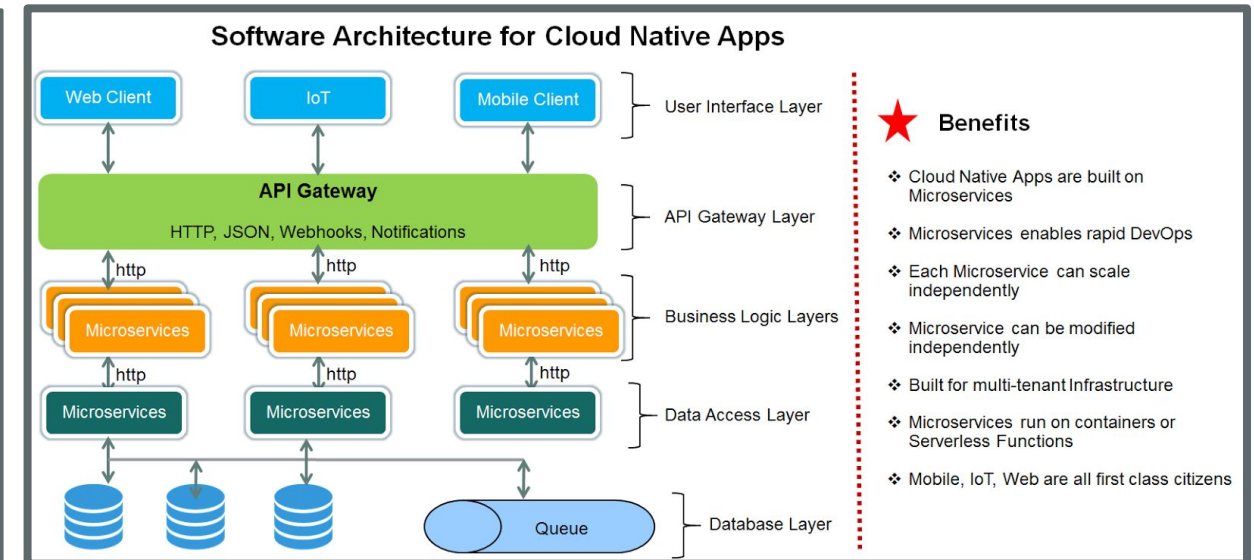 Software Architecture for Cloud Native Apps
Web Client
IoT
Mobile Client
User Interface Layer
API Gateway
HTTP, JSON, Webhooks, Notifications
API Gateway Layer
http
http
http
Microservices
Microservices
Microservices
Business Logic Layers
http
http
http
Microservices
Microservices
Microservices
Data Access Layer
Queue
Database Layer
Benefits
❖ Cloud Native Apps are built on
Microservices
❖ Microservices enables rapid DevOps
❖ Each Microservice can scale
independently
❖ Microservice can be modified
independently
❖ Built for multi-tenant Infrastructure
❖ Microservices run on containers or
Serverless Functions
❖ Mobile, IoT, Web are all first class citizens